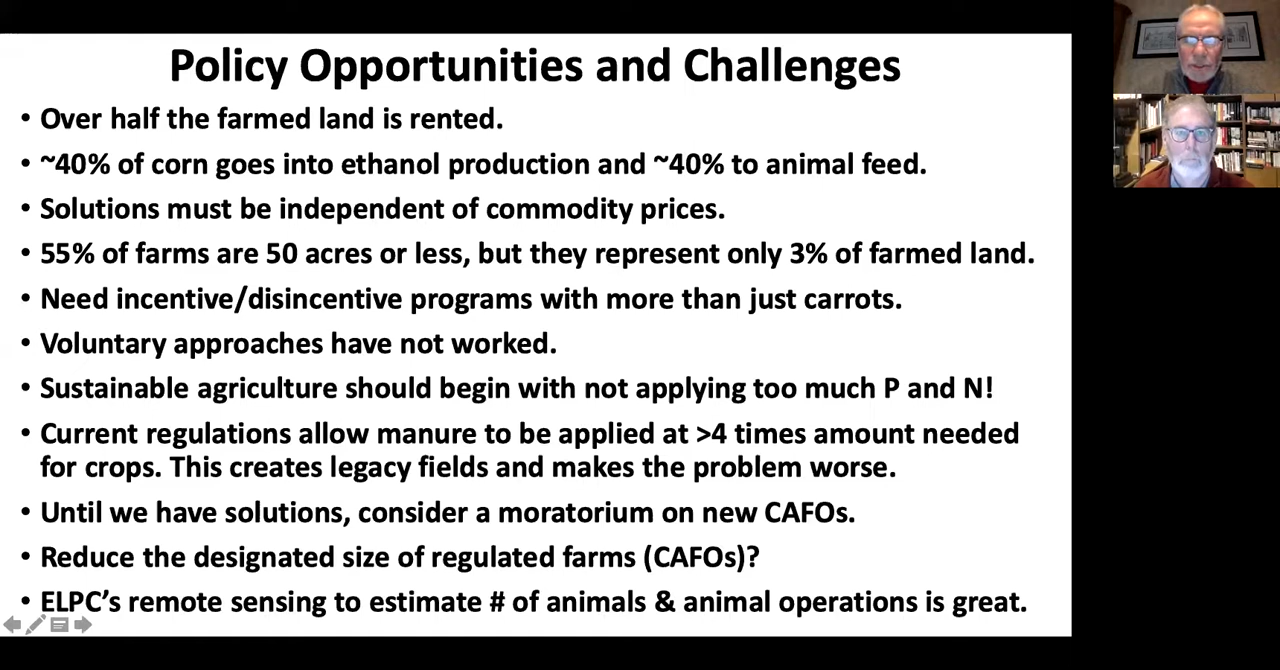 Policy Opportunities and Challenges
• Over half the farmed land is rented.
• ~40% of corn goes into ethanol production and ~40% to animal feed.
• Solutions must be independent of commodity prices.
• 55% of farms are 50 acres or less, but they represent only 3% of farmed land.
• Need incentive/disincentive programs with more than just carrots.
• Voluntary approaches have not worked.
• Sustainable agriculture should begin with not applying too much P and N!
• Current regulations allow manure to be applied at >4 times amount needed
for crops. This creates legacy fields and makes the problem worse.
• Until we have solutions, consider a moratorium on new CAFOs.
• Reduce the designated size of regulated farms (CAFOs)?
• ELPC’s remote sensing to estimate # of animals & animal operations is great.